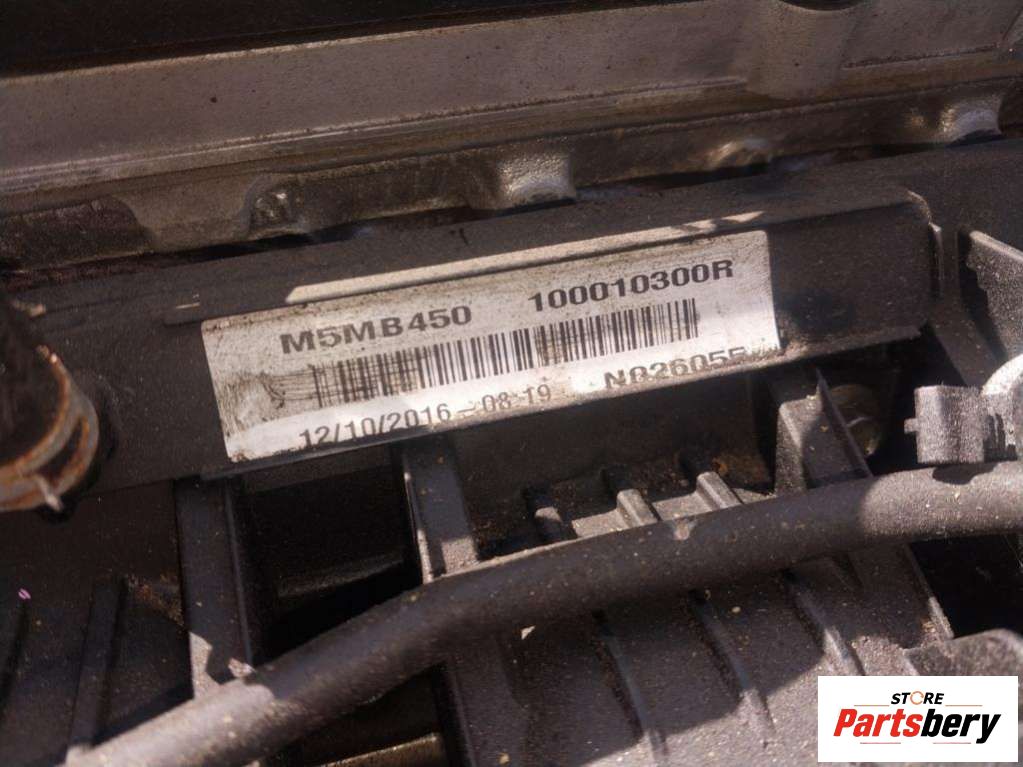 M5MB450 100010300R
12/10/2016 - 08 19
STORE
Partsbery